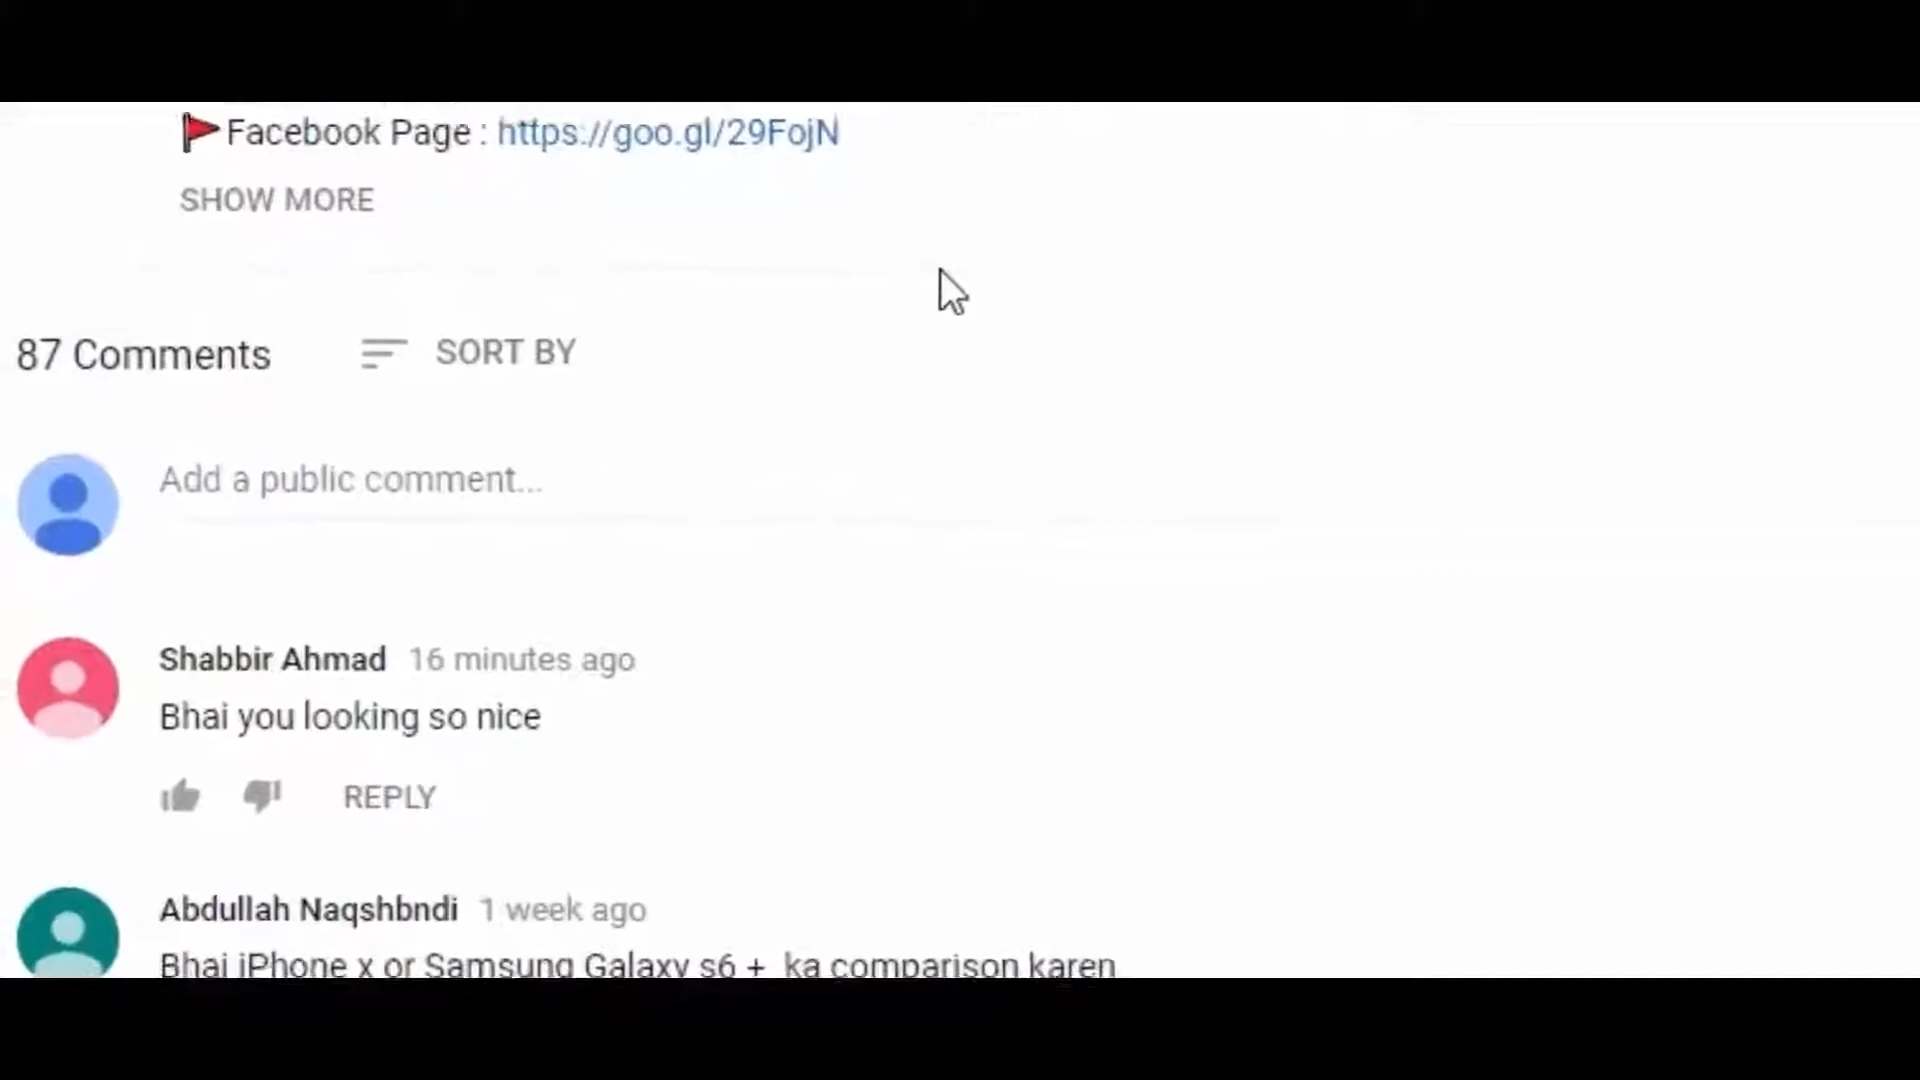 Facebook Page : https://goo.gl/29FojN
SHOW MORE
87 Comments SORT BY
Add a public comment...
Shabbir Ahmad 16 minutes ago
Bhai you looking so nice
REPLY
Abdullah Naqshbndi 1 week ago
Bhai iPhone x or Samsung Galaxy s6 + ka comparison karen